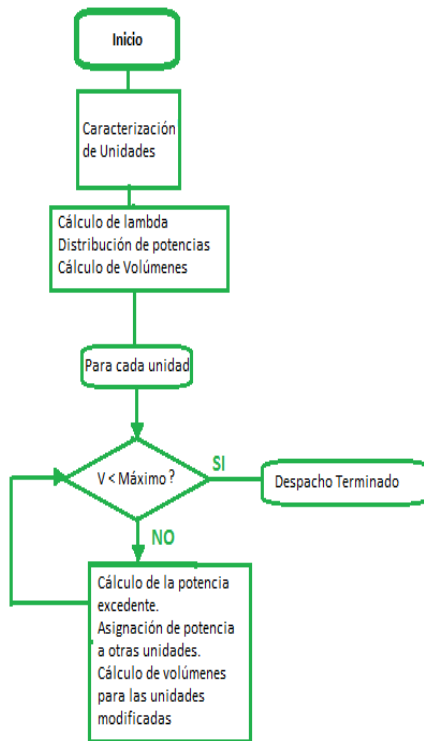 Inicio
Caracterización
de Unidades
Cálculo de lambda
Distribución de potencias
Cálculo de Volúmenes
Para cada unidad
V < Máximo ?
SI
Despacho Terminado
NO
Cálculo de la potencia
excedente.
Asignación de potencia
a otras unidades.
Cálculo de volúmenes
para las unidades
modificadas